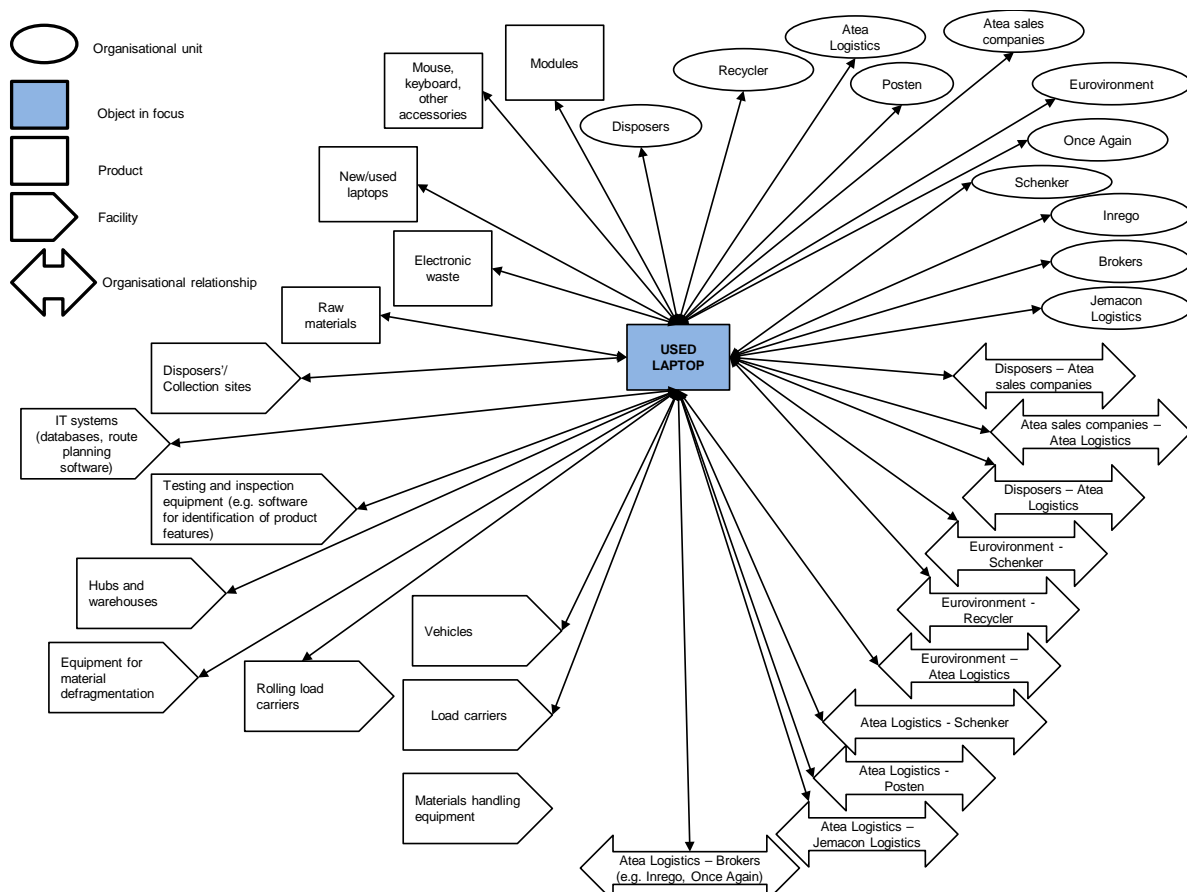 Organisational unit
Object in focus
Product
Facility
Organisational relationship
Mouse,
keyboard,
other
accessories
Modules
Recycler
Atea
Logistics
Atea sales
companies
Posten
Eurovironment
Disposers
Once Again
New/used
laptops
Schenker
Inrego
Electronic
waste
Brokers
Raw
materials
Jemacon
Logistics
USED
LAPTOP
Disposers'/
Collection sites
Disposers – Atea
sales companies
IT systems
(databases, route
planning
software)
Atea sales companies –
Atea Logistics
Testing and inspection
equipment (e.g. software
for identification of product
features)
Disposers – Atea
Logistics
Eurovironment -
Schenker
Hubs and
warehouses
Eurovironment -
Recycler
Vehicles
Equipment for
material
defragmentation
Eurovironment –
Atea Logistics
Rolling load
carriers
Load carriers
Atea Logistics - Schenker
Atea Logistics -
Posten
Materials handling
equipment
Atea Logistics –
Jemacon Logistics
Atea Logistics – Brokers
(e.g. Inrego, Once Again)